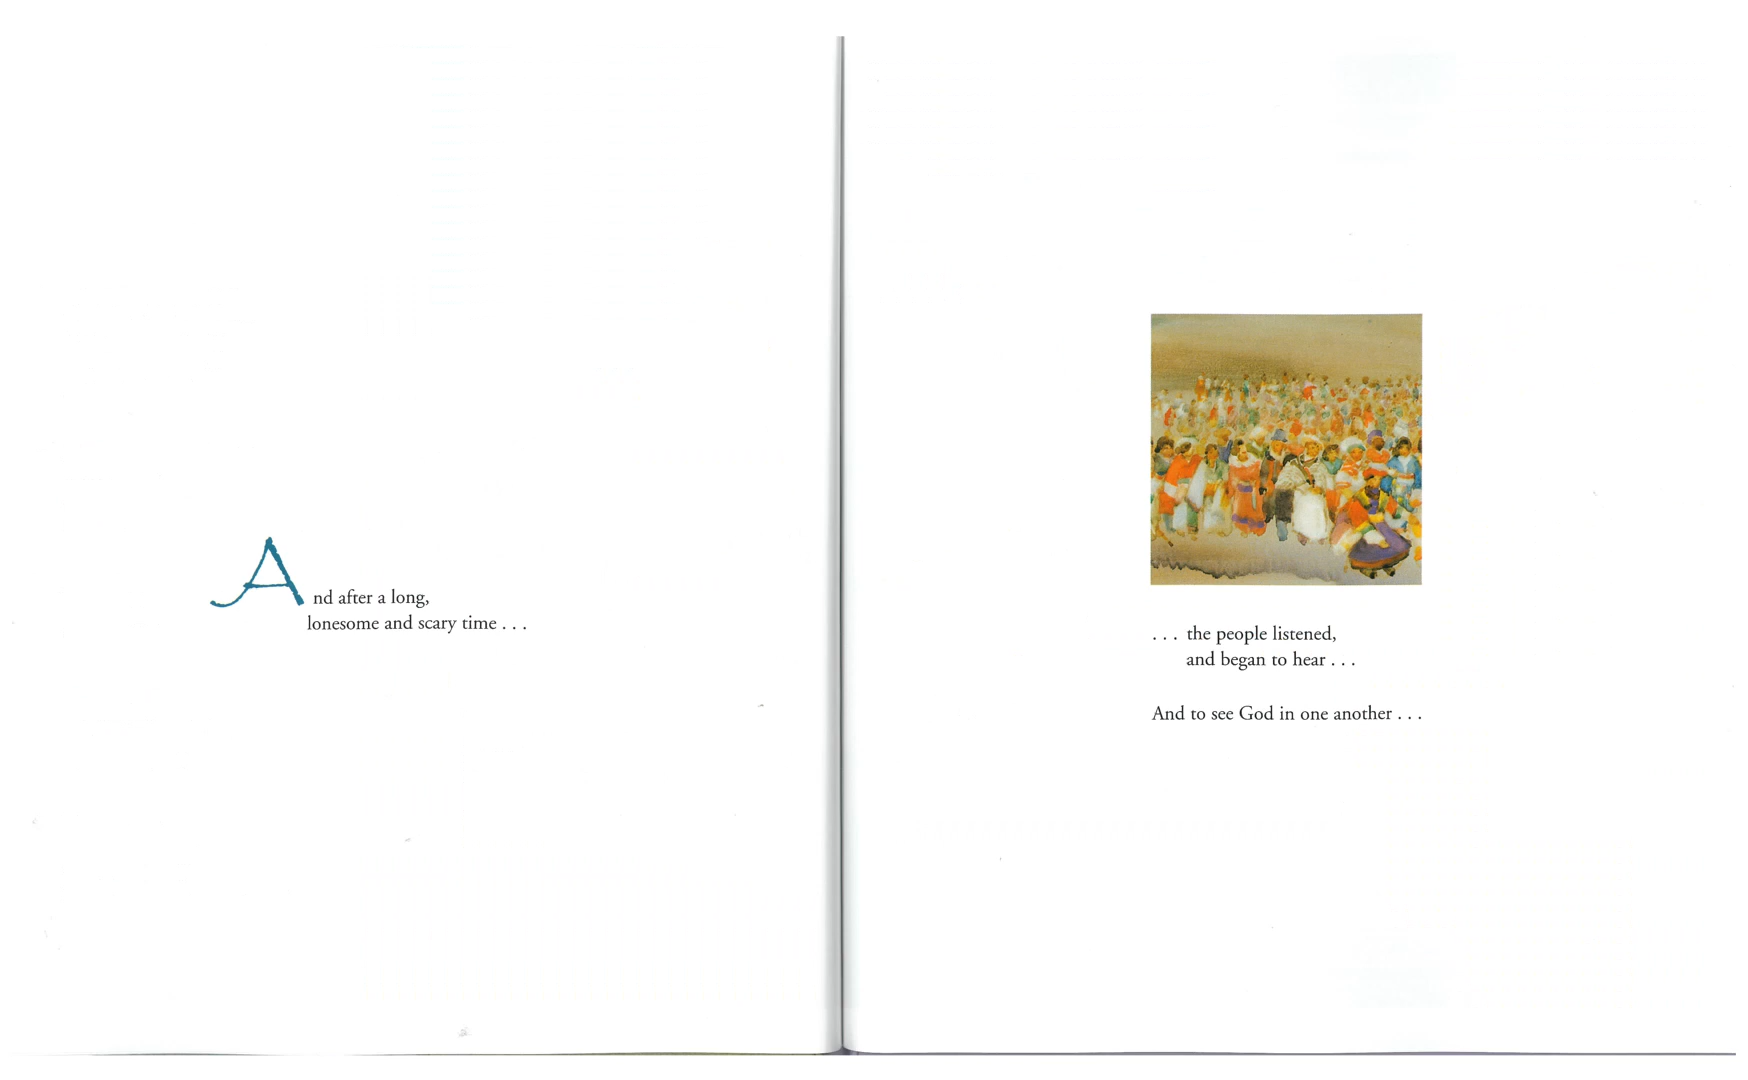 And after a long,
lonesome and scary time . . .
. . . the people listened,
and began to hear . . .
And to see God in one another . . .